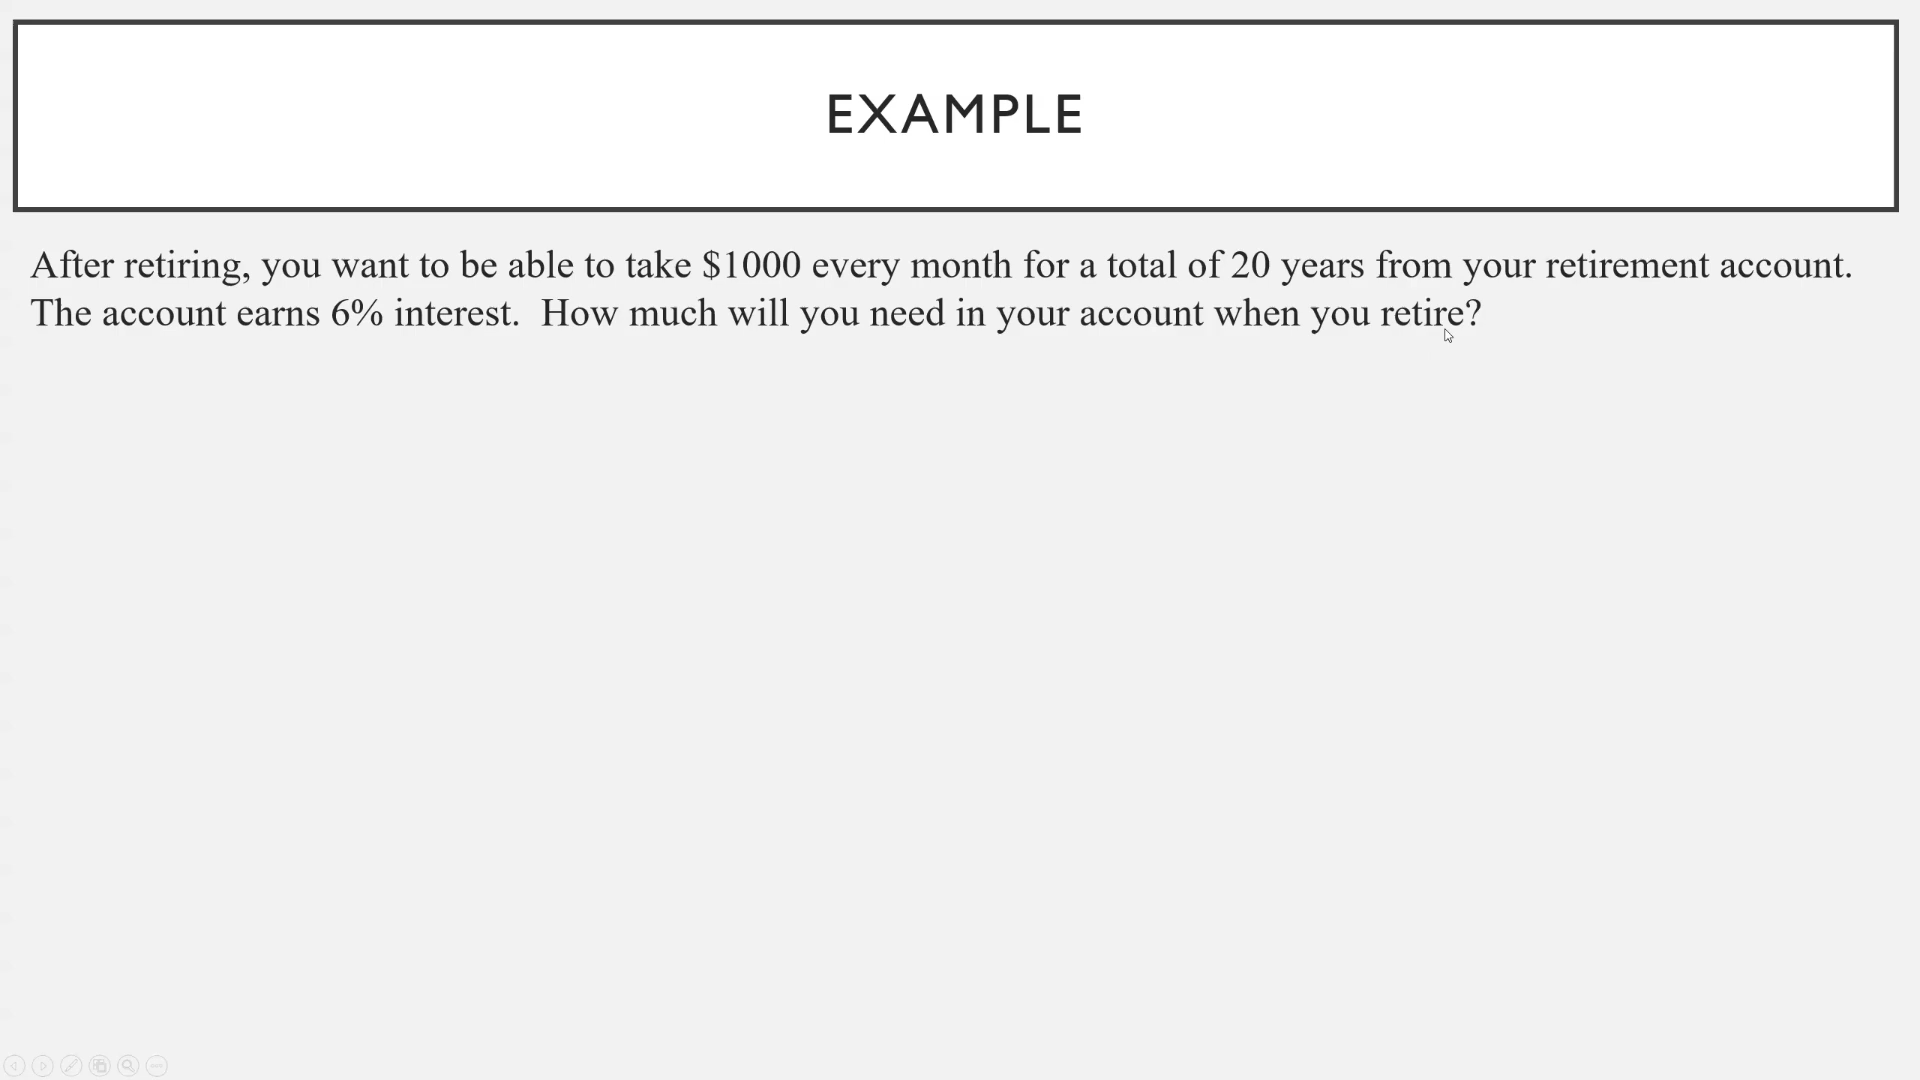 EXAMPLE
After retiring, you want to be able to take $1000 every month for a total of 20 years from your retirement account.
The account earns 6% interest.  How much will you need in your account when you retire?